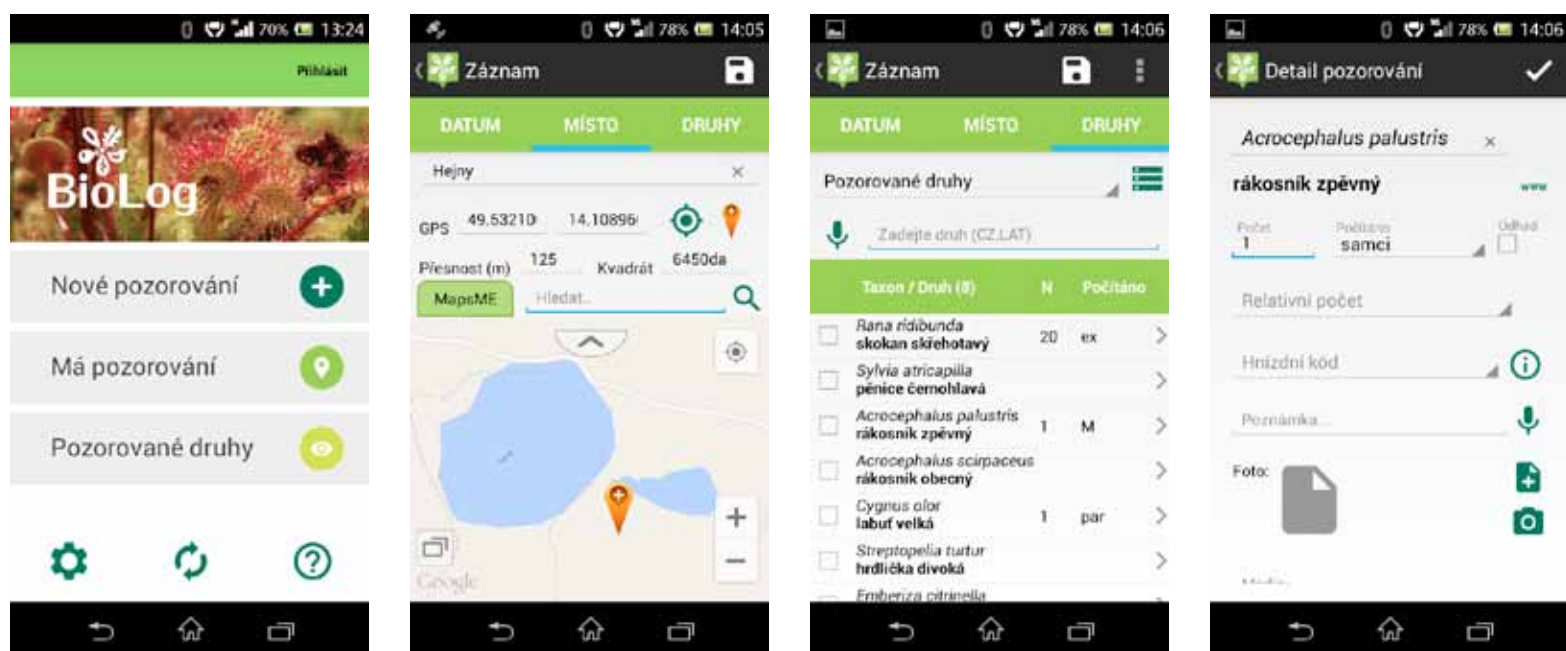 70% 13:24
Přihlásit
BioLog
Nové pozorování
Má pozorování
Pozorované druhy
78% 14:05
Záznam
DATUM MÍSTO DRUHY
Hejny
GPS 49.53210 14.10896
Přesnost (m) 125 Kvadrát 6450da
MapsME Hledat...
Google
78% 14:06
Záznam
DATUM MÍSTO DRUHY
Pozorované druhy
Zadejte druh (CZ,LAT)
Taxon / Druh (8) N Počítáno
Rana ridibunda
skokan skřehotavý 20 ex
Sylvia atricapilla
pěnice černohlavá
Acrocephalus palustris
rákosník zpěvný 1 M
Acrocephalus scirpaceus
rákosník obecný
Cygnus olor
labuť velká 1 par
Streptopelia turtur
hrdlička divoká
Emberiza citrinella
78% 14:06
Detail pozorování
Acrocephalus palustris
rákosník zpěvný www
Počet Počítáno Odhad
1 samci
Relativní počet
Hnízdní kód
Poznámka...
Foto: